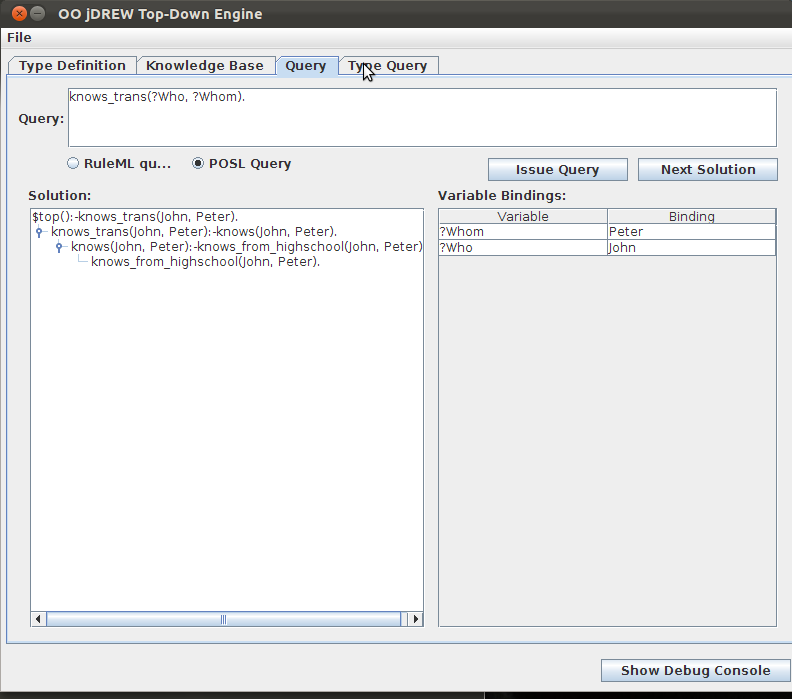 OO jDREW Top-Down Engine
File
Type Definition Knowledge Base Query Type Query
Query: knows_trans(?Who, ?Whom).
RuleML qu... POSL Query
Issue Query Next Solution
Solution: Variable Bindings:
$top():-knows_trans(John, Peter). Variable Binding
knows_trans(John, Peter):-knows(John, Peter). ?Whom Peter
knows(John, Peter):-knows_from_highschool(John, Peter) ?Who John
knows_from_highschool(John, Peter).
Show Debug Console